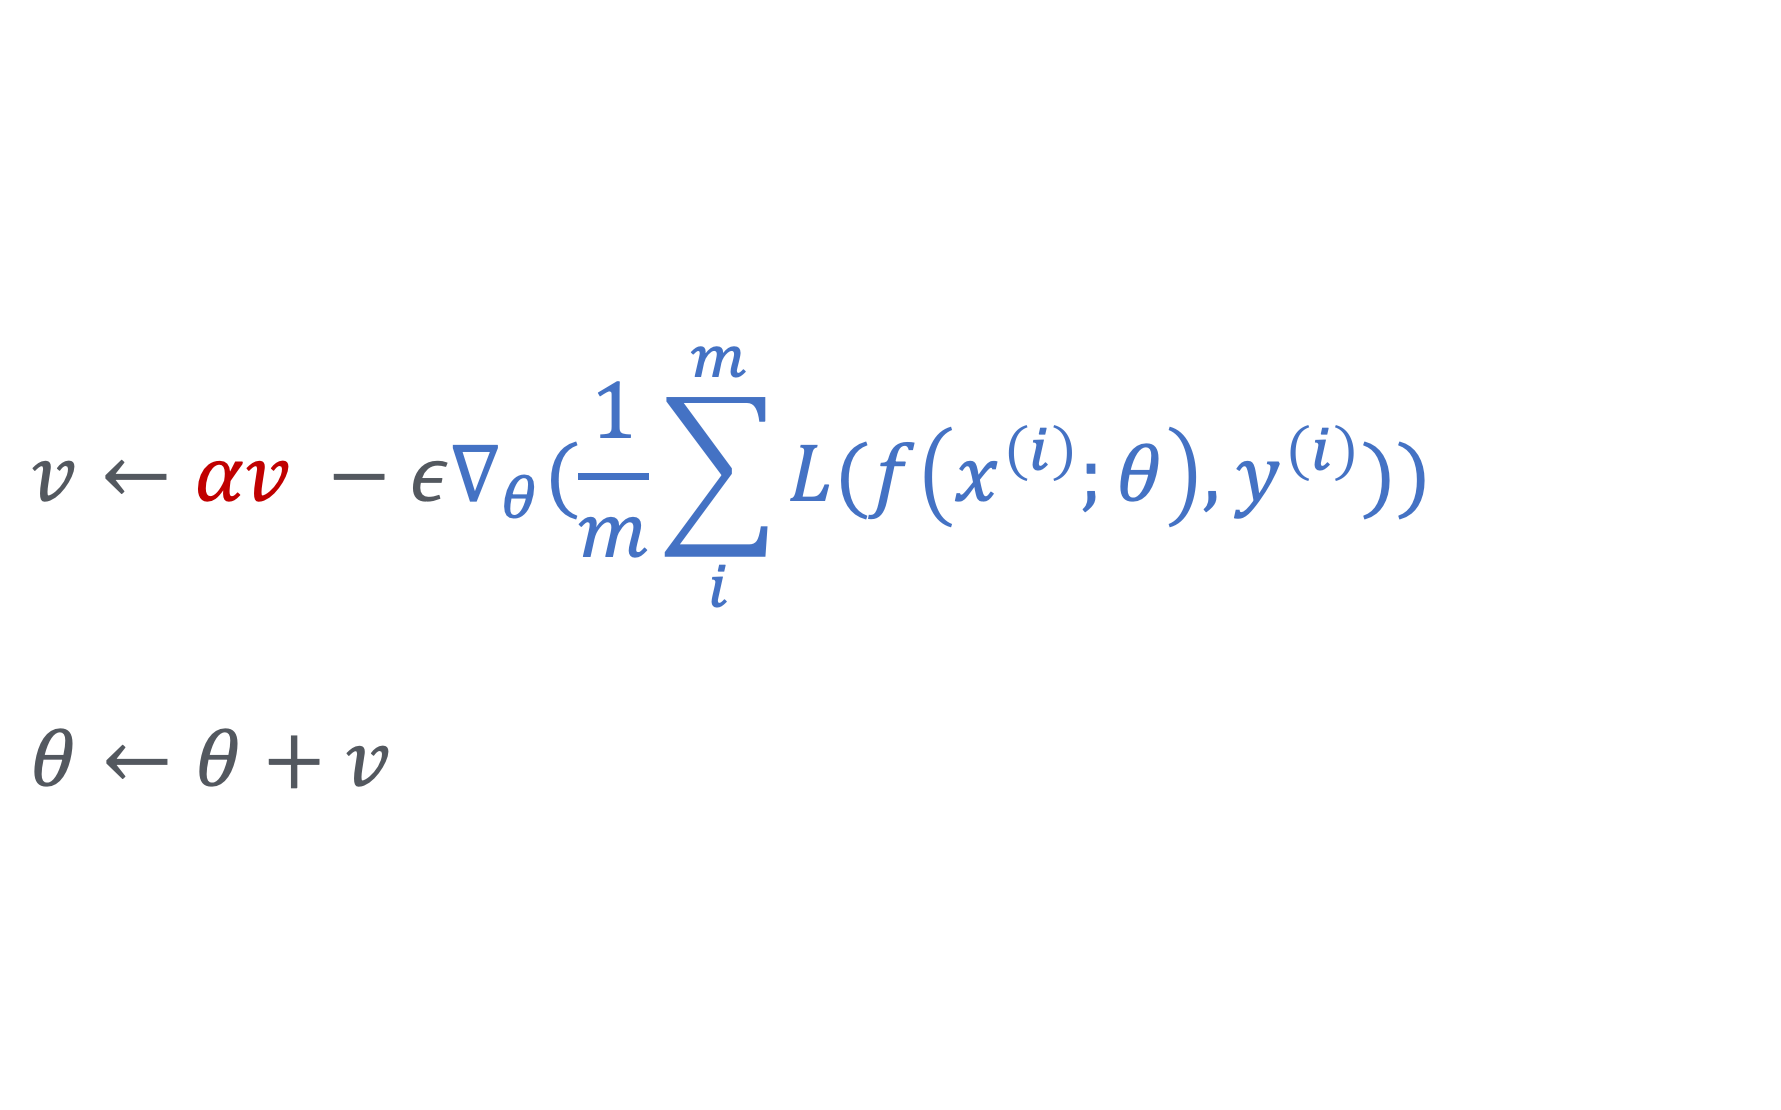 v ← αv − ϵ∇_θ(1/m ∑_i^m L(f(x^(i); θ), y^(i)))
θ ← θ + v